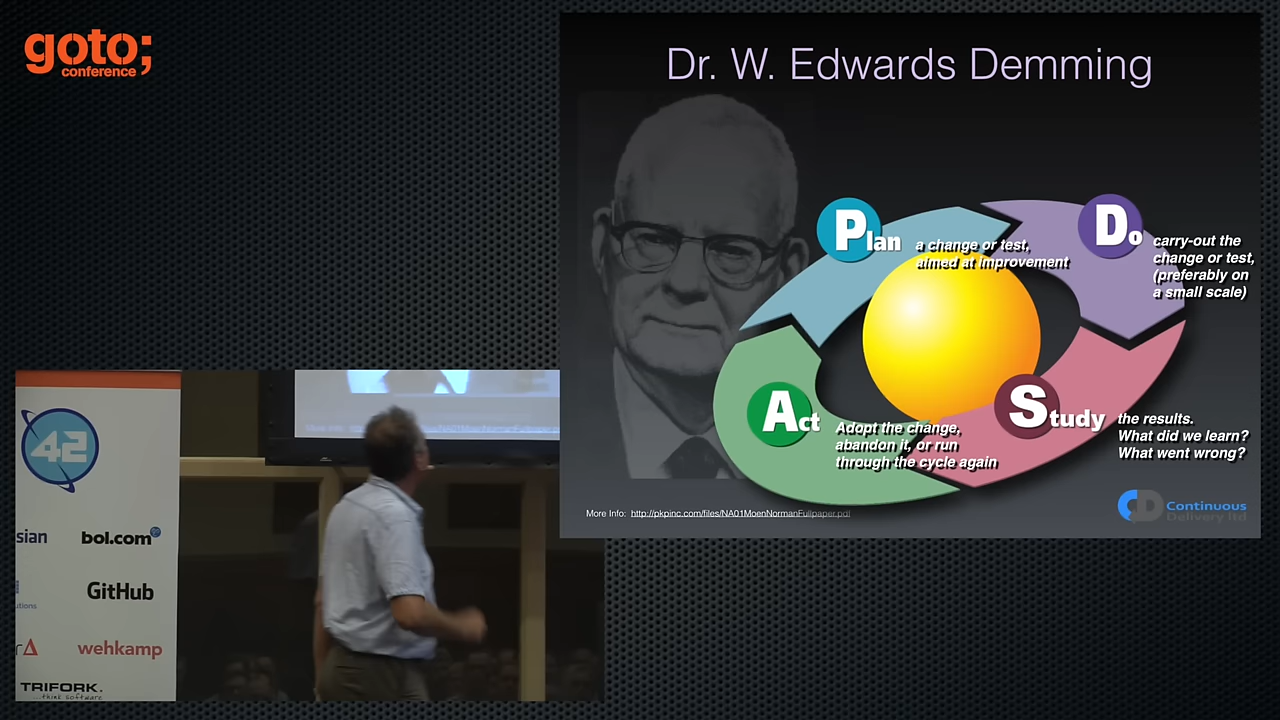 goto;
conference
Dr. W. Edwards Demming
Plan
a change or test,
aimed at improvement
Do
carry-out the
change or test,
(preferably on
a small scale)
Act
Adopt the change,
abandon it, or run
through the cycle again
Study
the results.
What did we learn?
What went wrong?
More Info: http://pkpinc.com/files/NA01MoenNormanFullpaper.pdf
Continuous
Delivery ltd
42
sian
bol.com
GitHub
utions
wehkamp
TRIFORK.
think software.